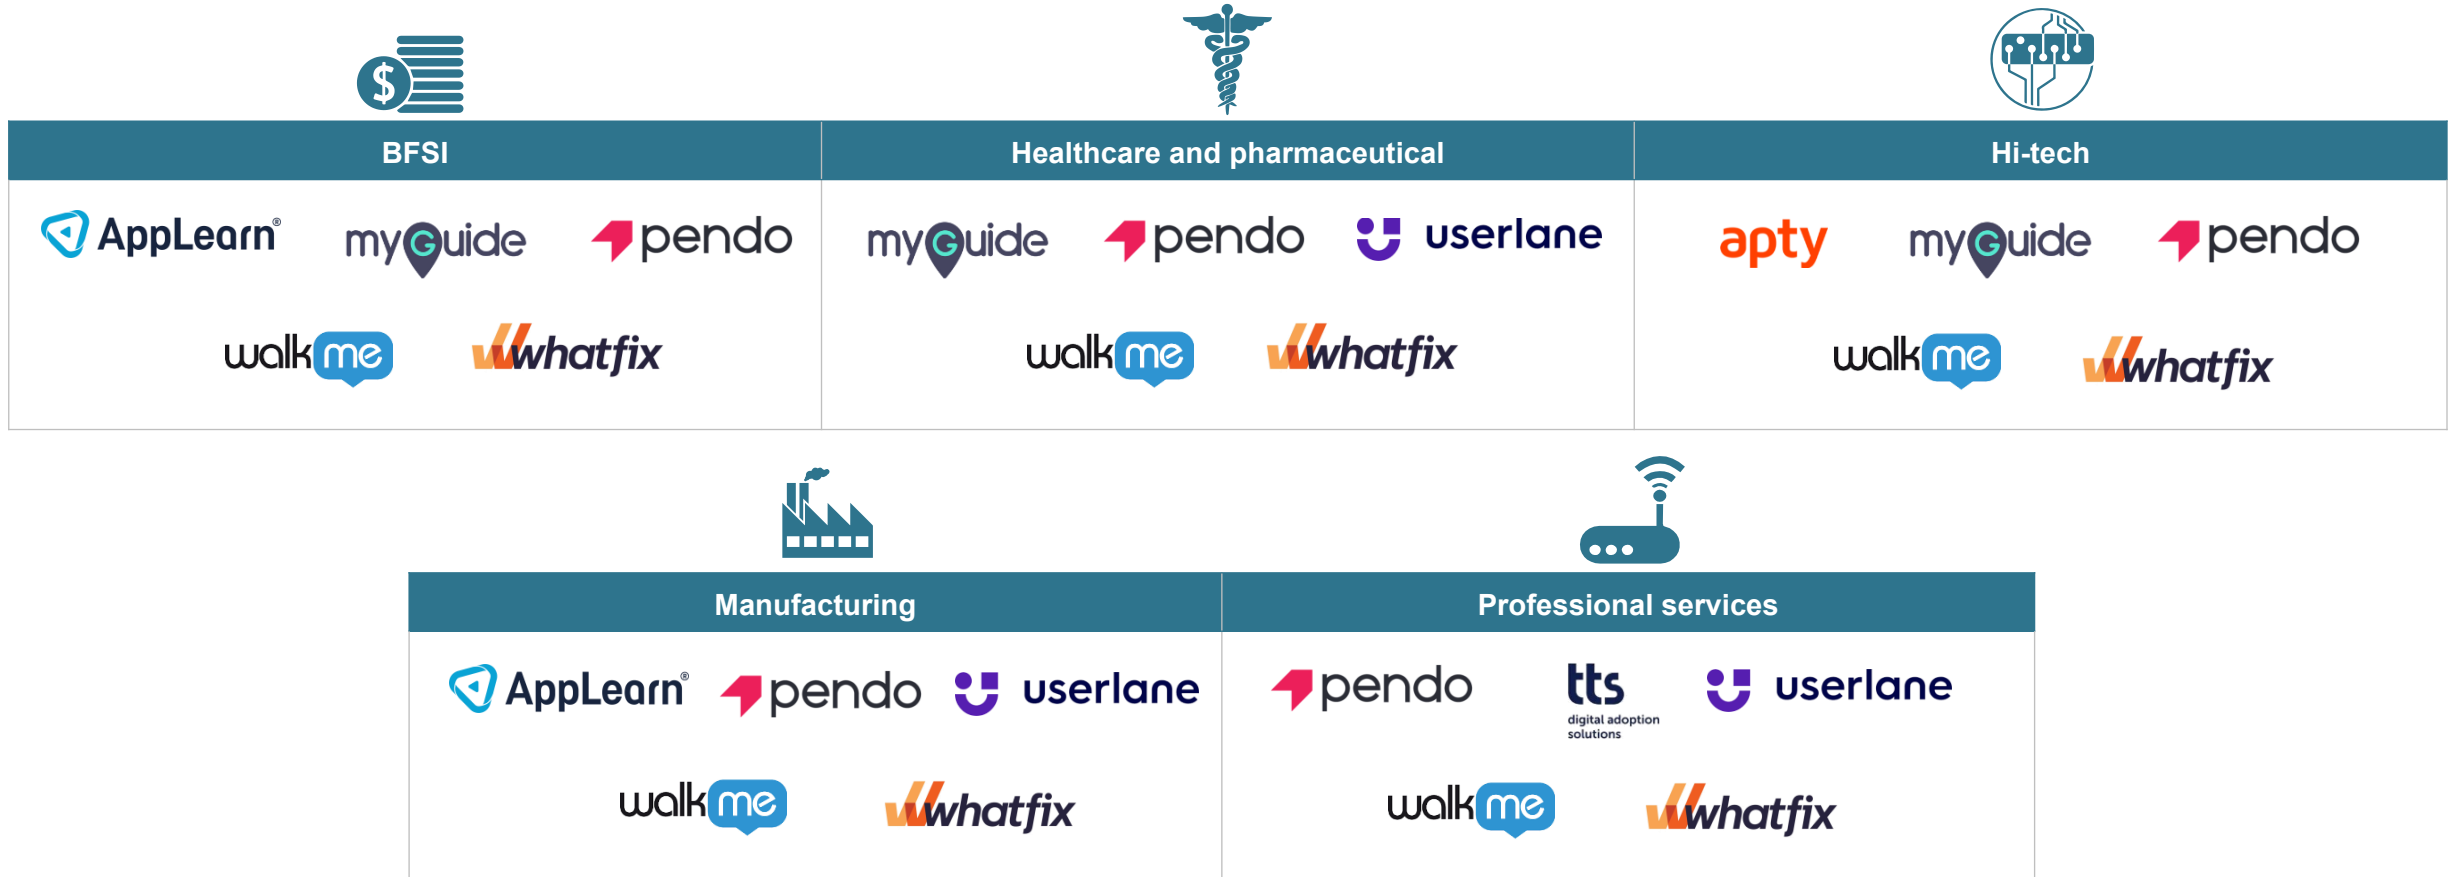 $
BFSI
Healthcare and pharmaceutical
Hi-tech
AppLearn®
myGuide
pendo
walkme
whatfix
myGuide
pendo
userlane
walkme
whatfix
apty
myGuide
pendo
walkme
whatfix
Manufacturing
Professional services
AppLearn®
pendo
userlane
walkme
whatfix
pendo
tts
digital adoption
solutions
userlane
walkme
whatfix